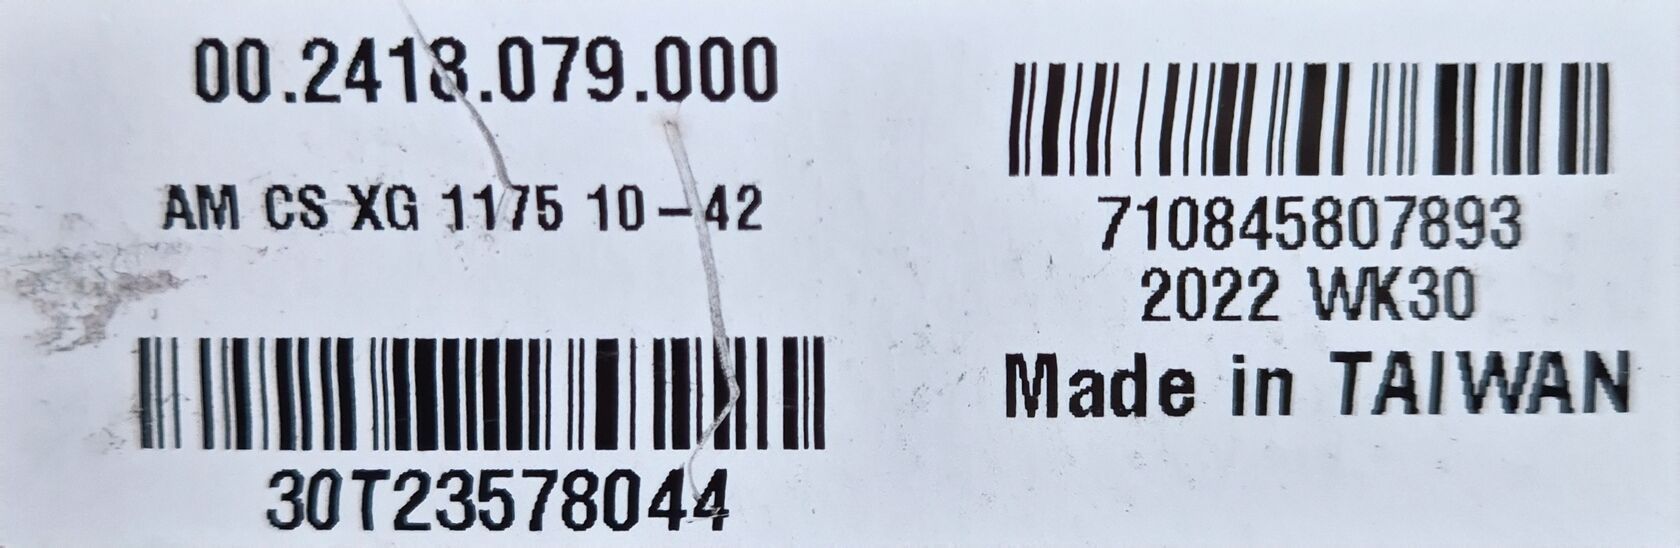 00.2418.079.000
AM CS XG 1175 10-42
30T23578044
710845807893
2022 WK30
Made in TAIWAN